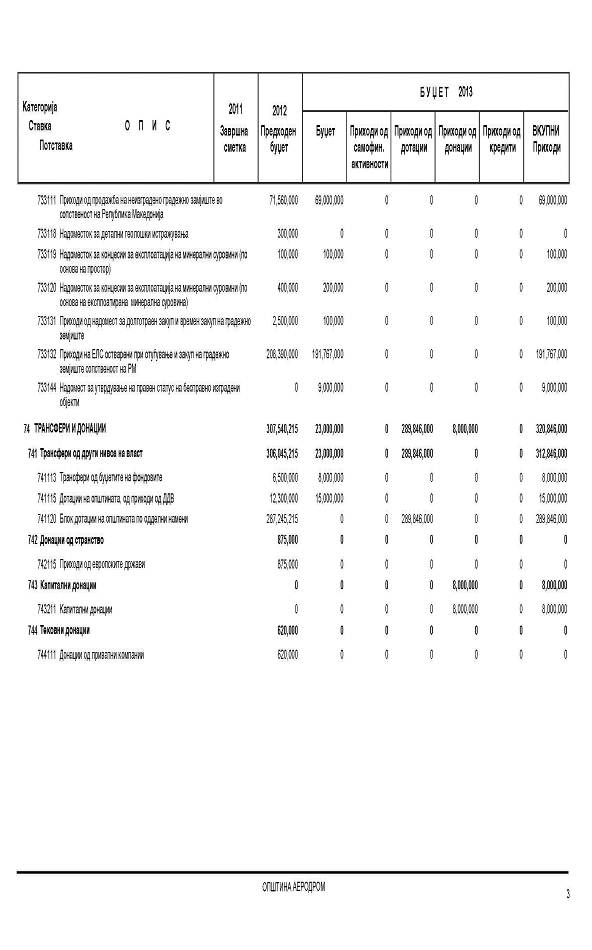 БУЏЕТ 2013
Категорија
Ставка
Потставка
О П И С
2011
Завршна
сметка
2012
Предходен
буџет
Буџет
Приходи од
самофин.
активности
Приходи од
дотации
Приходи од
донации
Приходи од
кредити
ВКУПНИ
Приходи
733111 Приходи од продажба на неизградено градежно земјиште во 71,560,000 69,000,000 0 0 0 0 69,000,000
сопственост на Република Македонија
733118 Надоместок за детални геолошки истражувања 300,000 0 0 0 0 0 0
733119 Надоместок за концесии за експлоатација на минерални суровини (по 100,000 100,000 0 0 0 0 100,000
основа на простор)
733120 Надоместок за концесии за експлоатација на минерални суровини (по 400,000 200,000 0 0 0 0 200,000
основа на експлоатирана минерална суровина)
733131 Приходи од надомест за долготраен закуп и времен закуп на градежно 2,500,000 100,000 0 0 0 0 100,000
земјиште
733132 Приходи на ЕЛС остварени при отуѓување и закуп на градежно 208,390,000 191,767,000 0 0 0 0 191,767,000
земјиште сопственост на РМ
733144 Надомест за утврдување на правен статус на бесправно изградени 0 9,000,000 0 0 0 0 9,000,000
објекти
74 ТРАНСФЕРИ И ДОНАЦИИ 307,540,215 23,000,000 0 289,846,000 8,000,000 0 320,846,000
741 Трансфери од други нивоа на власт 306,045,215 23,000,000 0 289,846,000 0 0 312,846,000
741113 Трансфери од буџетите на фондовите 6,500,000 8,000,000 0 0 0 0 8,000,000
741115 Дотации на општината, од приходи од ДДВ 12,300,000 15,000,000 0 0 0 0 15,000,000
741120 Блок дотации на општината по одделни намени 287,245,215 0 0 289,846,000 0 0 289,846,000
742 Донации од странство 875,000 0 0 0 0 0 0
742115 Приходи од европските држави 875,000 0 0 0 0 0 0
743 Капитални донации 0 0 0 0 8,000,000 0 8,000,000
743211 Капитални донации 0 0 0 0 8,000,000 0 8,000,000
744 Тековни донации 620,000 0 0 0 0 0 0
744111 Донации од приватни компании 620,000 0 0 0 0 0 0
ОПШТИНА АЕРОДРОМ
3